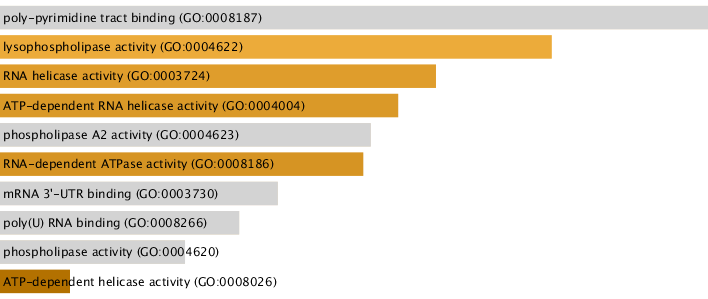 poly-pyrimidine tract binding (GO:0008187)
lysophospholipase activity (GO:0004622)
RNA helicase activity (GO:0003724)
ATP-dependent RNA helicase activity (GO:0004004)
phospholipase A2 activity (GO:0004623)
RNA-dependent ATPase activity (GO:0008186)
mRNA 3'-UTR binding (GO:0003730)
poly(U) RNA binding (GO:0008266)
phospholipase activity (GO:0004620)
ATP-dependent helicase activity (GO:0008026)